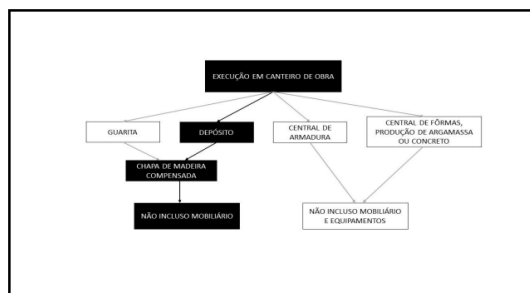 EXECUÇÃO EM CANTEIRO DE OBRA
GUARITA
DEPÓSITO
CENTRAL DE
ARMADURA
CENTRAL DE FÔRMAS,
PRODUÇÃO DE ARGAMASSA
OU CONCRETO
CHAPA DE MADEIRA
COMPENSADA
NÃO INCLUSO MOBILIÁRIO
NÃO INCLUSO MOBILIÁRIO
E EQUIPAMENTOS